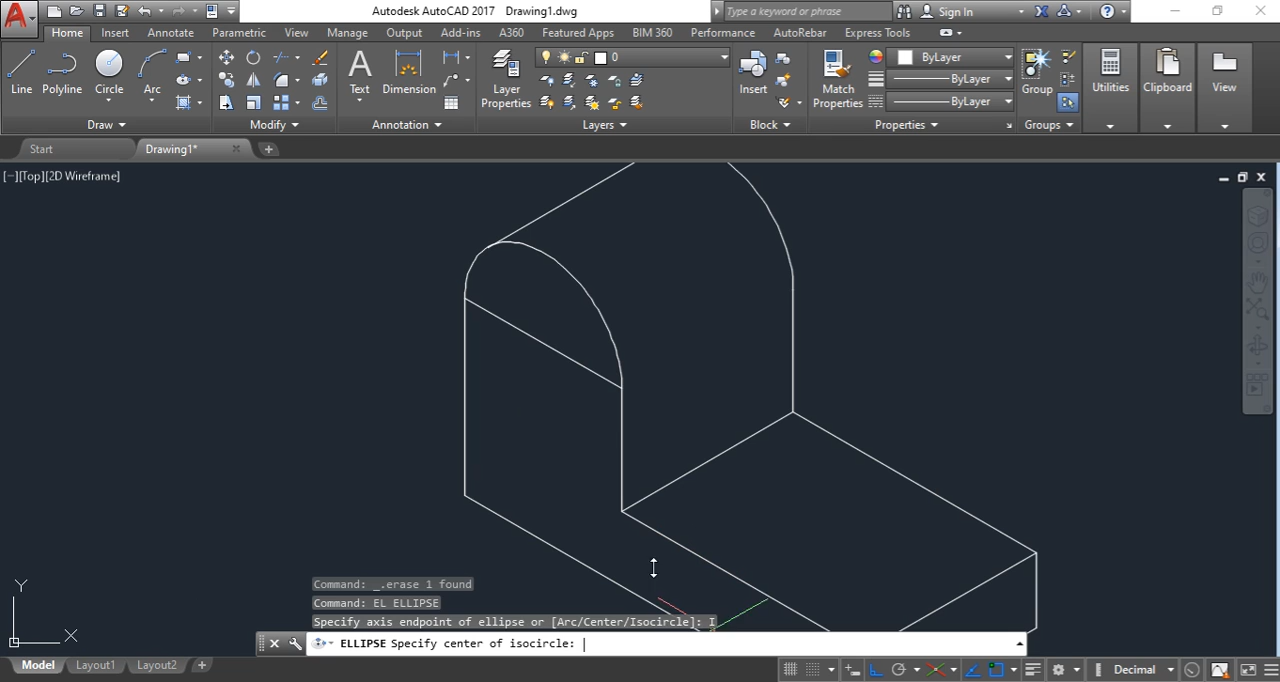 Autodesk AutoCAD 2017 Drawing1.dwg
Type a keyword or phrase
Sign In
Home Insert Annotate Parametric View Manage Output Add-ins A360 Featured Apps BIM 360 Performance AutoRebar Express Tools
Line Polyline Circle Arc
Text Dimension
Layer Properties
0
Insert
Match Properties
ByLayer
ByLayer
ByLayer
Group
Utilities
Clipboard
View
Draw Modify Annotation Layers Block Properties Groups
Start Drawing1*
[−][Top][2D Wireframe]
Y
X
Command: _.erase 1 found
Command: EL ELLIPSE
Specify axis endpoint of ellipse or [Arc/Center/Isocircle]: I
ELLIPSE Specify center of isocircle:
Model Layout1 Layout2 +
Decimal